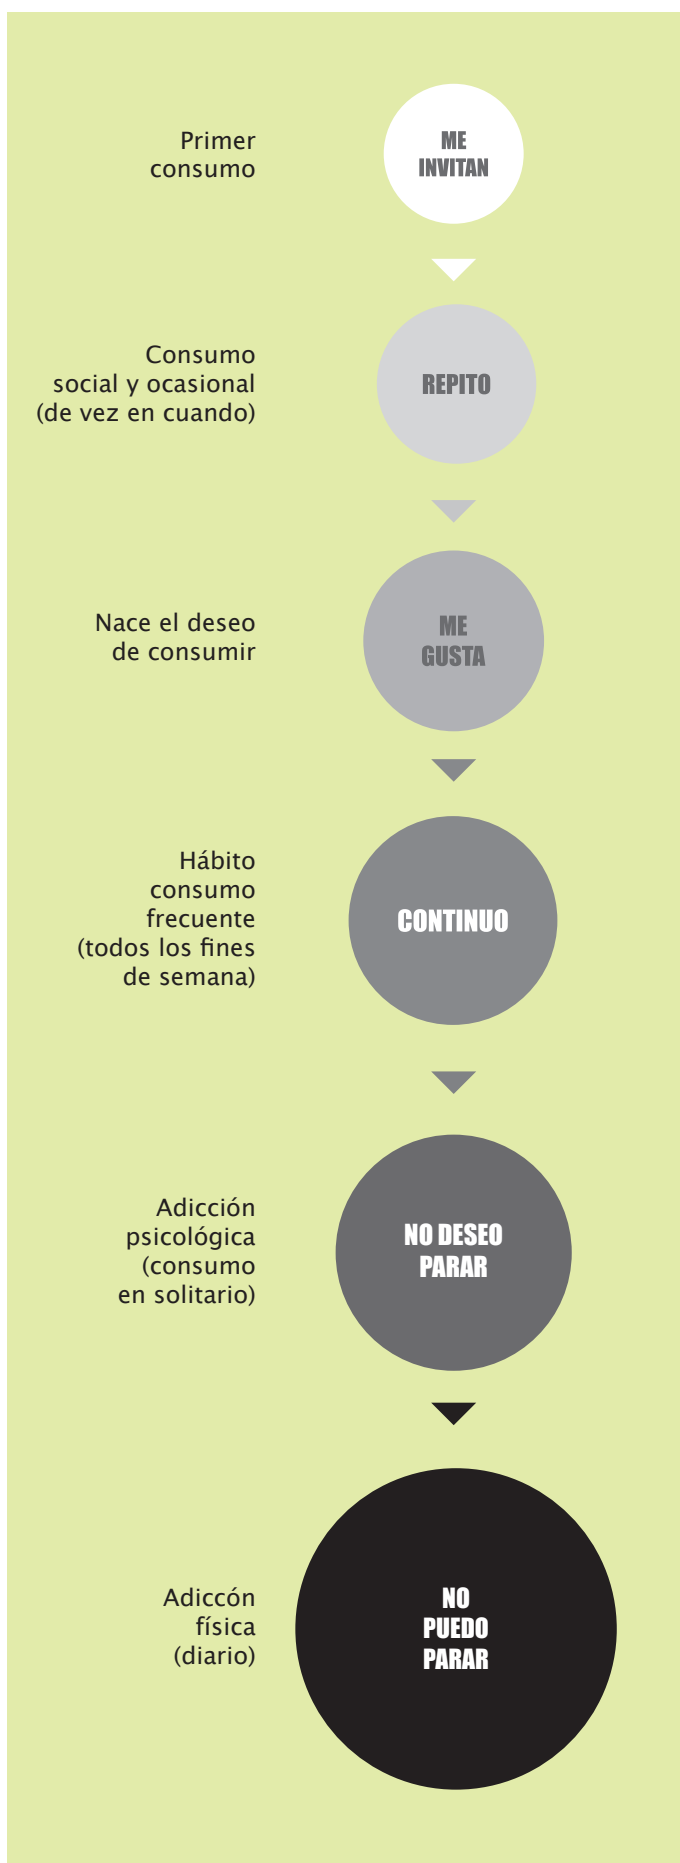 Primer
consumo
ME
INVITAN
Consumo
social y ocasional
(de vez en cuando)
REPITO
Nace el deseo
de consumir
ME
GUSTA
Hábito
consumo
frecuente
(todos los fines
de semana)
CONTINUO
Adicción
psicológica
(consumo
en solitario)
NO DESEO
PARAR
Adiccón
física
(diario)
NO
PUEDO
PARAR